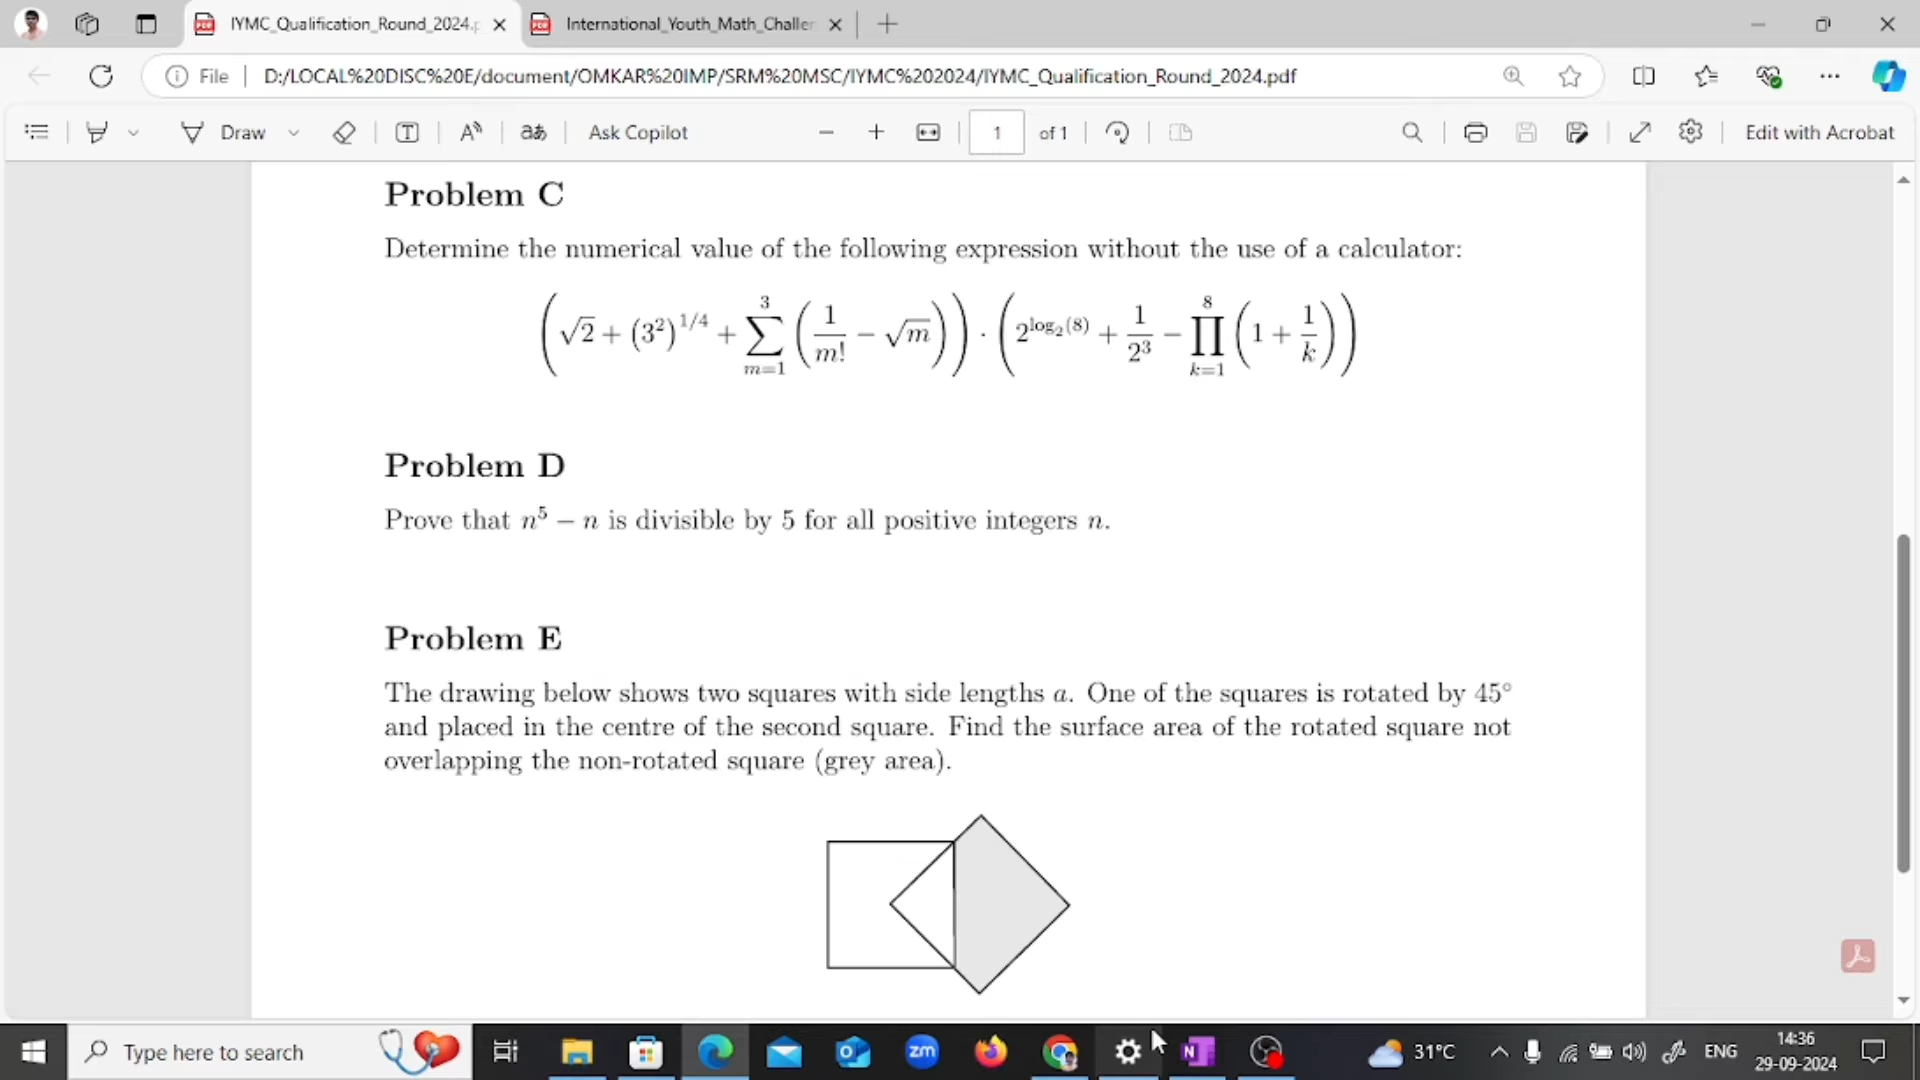 IYMC_Qualification_Round_2024.p
International_Youth_Math_Challer
File
D:/LOCAL%20DISC%20E/document/OMKAR%20IMP/SRM%20MSC/IYMC%202024/IYMC_Qualification_Round_2024.pdf
Draw
T
A
aあ
Ask Copilot
1
of 1
Edit with Acrobat
Problem C
Determine the numerical value of the following expression without the use of a calculator:
(√2 + (3²)^{1/4} + ∑_{m=1}^{3} (1/m! − √m)) · (2^{log₂(8)} + 1/2³ − ∏_{k=1}^{8} (1 + 1/k))
Problem D
Prove that n⁵ − n is divisible by 5 for all positive integers n.
Problem E
The drawing below shows two squares with side lengths a. One of the squares is rotated by 45°
and placed in the centre of the second square. Find the surface area of the rotated square not
overlapping the non-rotated square (grey area).
Type here to search
zm
N
31°C
ENG
14:36
29-09-2024